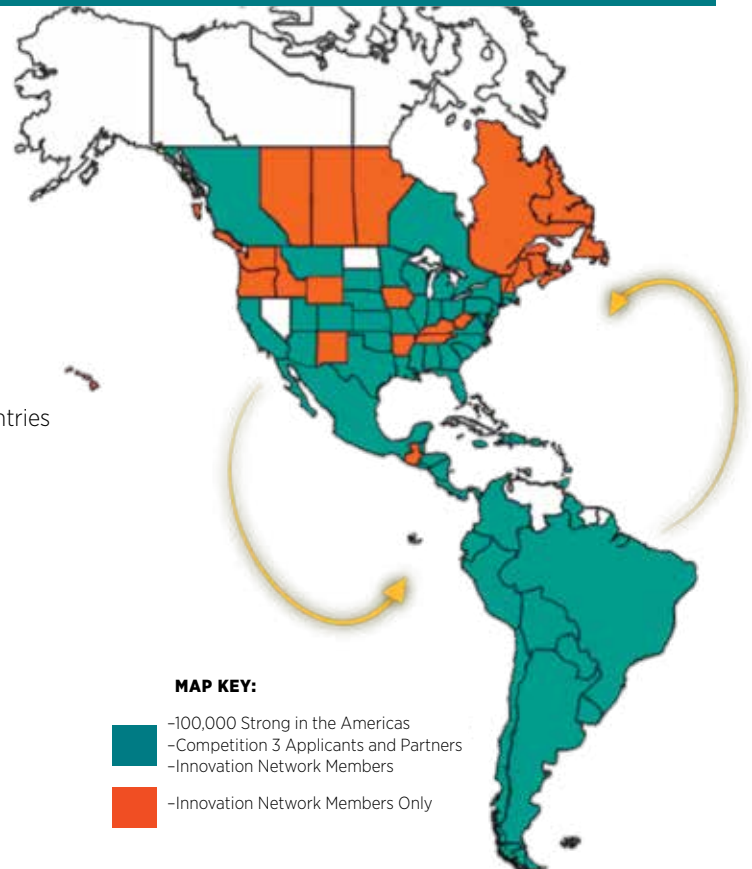 ntries
MAP KEY:
–100,000 Strong in the Americas
–Competition 3 Applicants and Partners
–Innovation Network Members
–Innovation Network Members Only